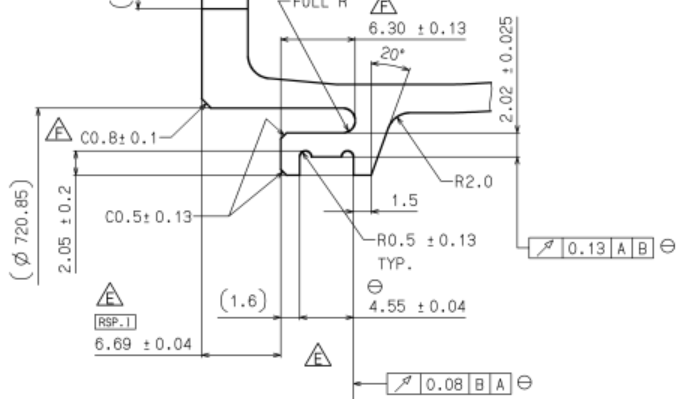 FULL R
F
6.30 ±0.13
20°
2.02 ±0.025
F
C0.8±0.1
(Ø 720.85)
2.05 ±0.2
C0.5±0.13
R2.0
1.5
R0.5 ±0.13
TYP.
0.13 A B
E
RSP.1
(1.6)
4.55 ±0.04
6.69 ±0.04
E
0.08 B A